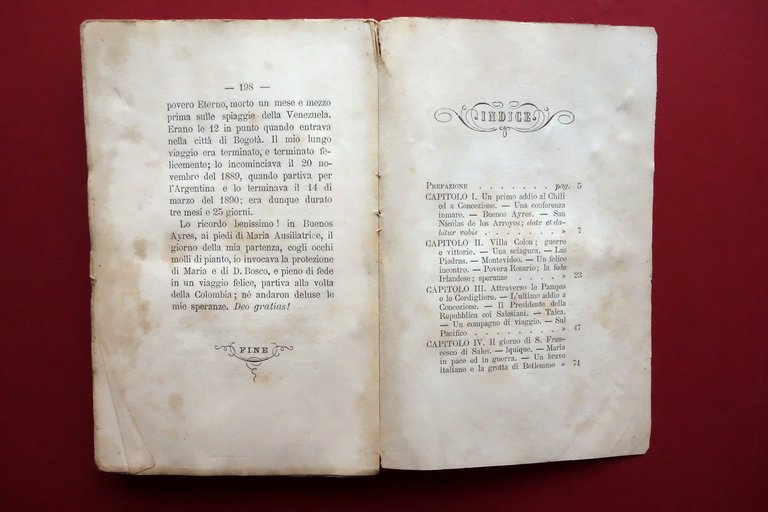 — 198 —
povero Eterno, morto un mese e mezzo
prima sulle spiaggie della Venezuela.
Erano le 12 in punto quando entrava
nella città di Bogotà. Il mio lungo
viaggio era terminato, e terminato fe-
licemente; lo incominciava il 20 no-
vembre del 1889, quando partiva per
l'Argentina e lo terminava il 14 di
marzo del 1890; era dunque durato
tre mesi e 25 giorni.
Lo ricordo benissimo! in Buenos
Ayres, ai piedi di Maria Ausiliatrice, il
giorno della mia partenza, cogli occhi
molli di pianto, io invocava la protezione
di Maria e di D. Bosco, e pieno di fede
in un viaggio felice, partiva alla volta
della Colombia; nè andaron deluse le
mie speranze. Deo gratias!
FINE
INDICE
PREFAZIONE . . . . . . . pag. 5
CAPITOLO I. Un primo addio al Chilì
ed a Concezione. — Una conferenza
inmare. — Buenos Ayres. — San
Nicolas de los Arroyos; date et da-
bitur vobis . . . . . . . » 7
CAPITOLO II. Villa Colon; guerre
e vittorie. — Una sciagura. — Las
Piedras. — Montevideo. — Un felice
incontro. — Povera Rosario; la fede
Irlandese; speranze . . . . . » 23
CAPITOLO III. Attraverso le Pampas
e le Cordigliere. — L'ultimo addio a
Concezione. — Il Presidente della
Repubblica coi Salesiani. — Talca.
— Un compagno di viaggio. — Sul
Pacifico . . . . . . . . » 47
CAPITOLO IV. Il giorno di S. Fran-
cesco di Sales. — Iquique. — Maria
in pace ed in guerra. — Un bravo
italiano e la grotta di Betlemme » 74